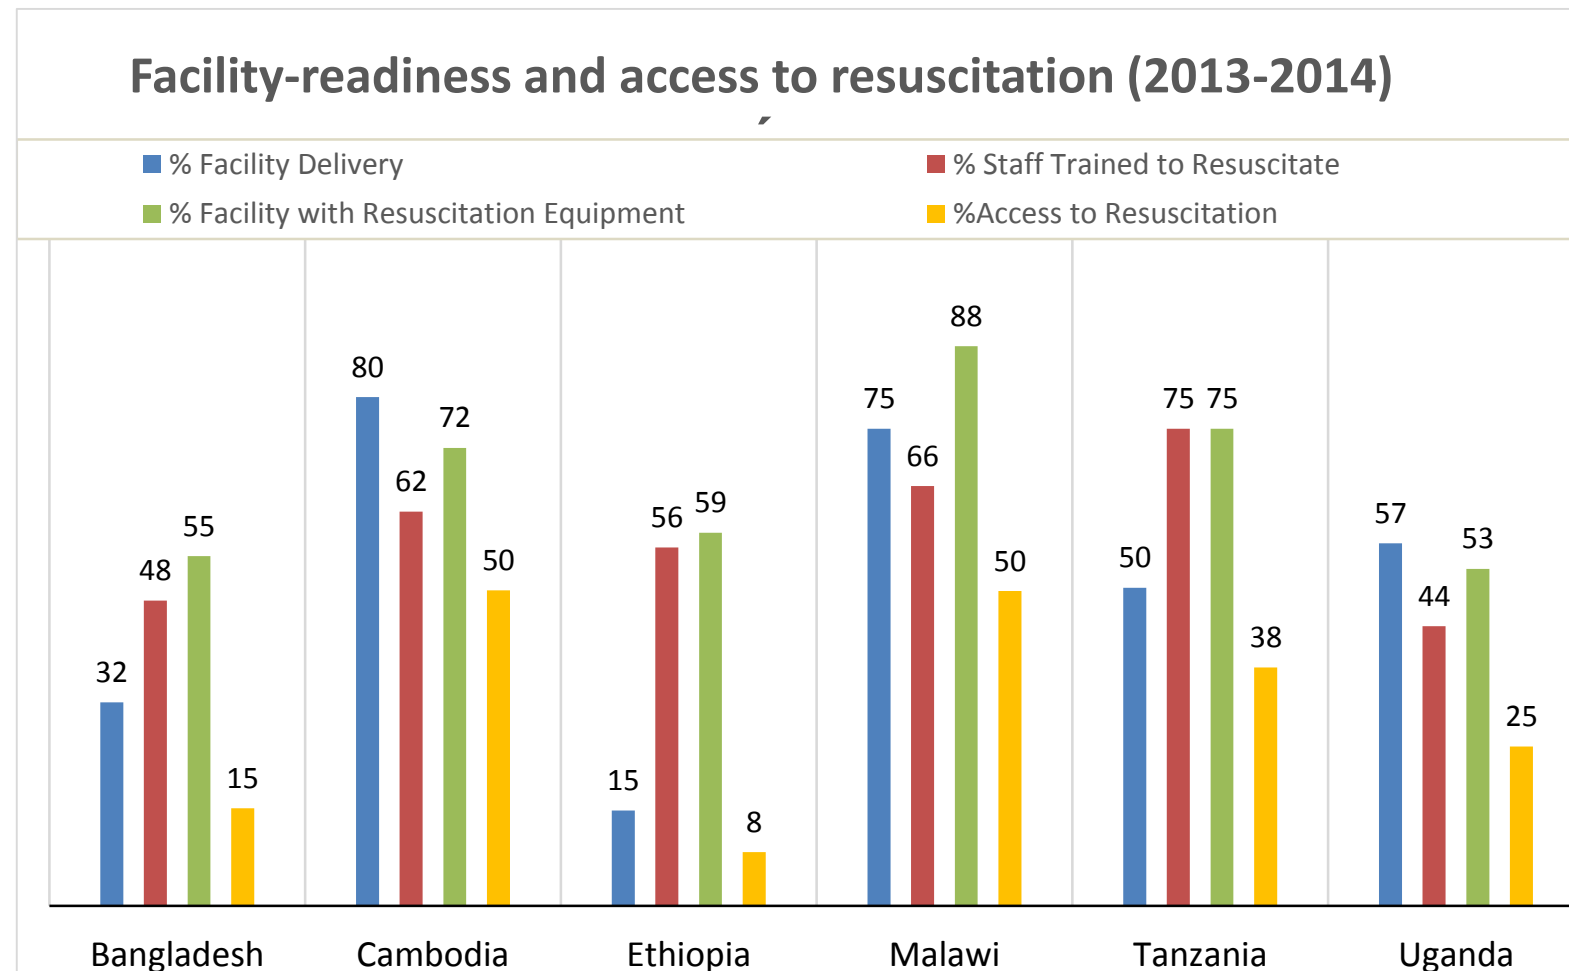 Facility-readiness and access to resuscitation (2013-2014)
ˊ
% Facility Delivery
% Staff Trained to Resuscitate
% Facility with Resuscitation Equipment
%Access to Resuscitation
32
48
55
15
80
62
72
50
15
56
59
8
75
66
88
50
50
75
75
38
57
44
53
25
Bangladesh
Cambodia
Ethiopia
Malawi
Tanzania
Uganda